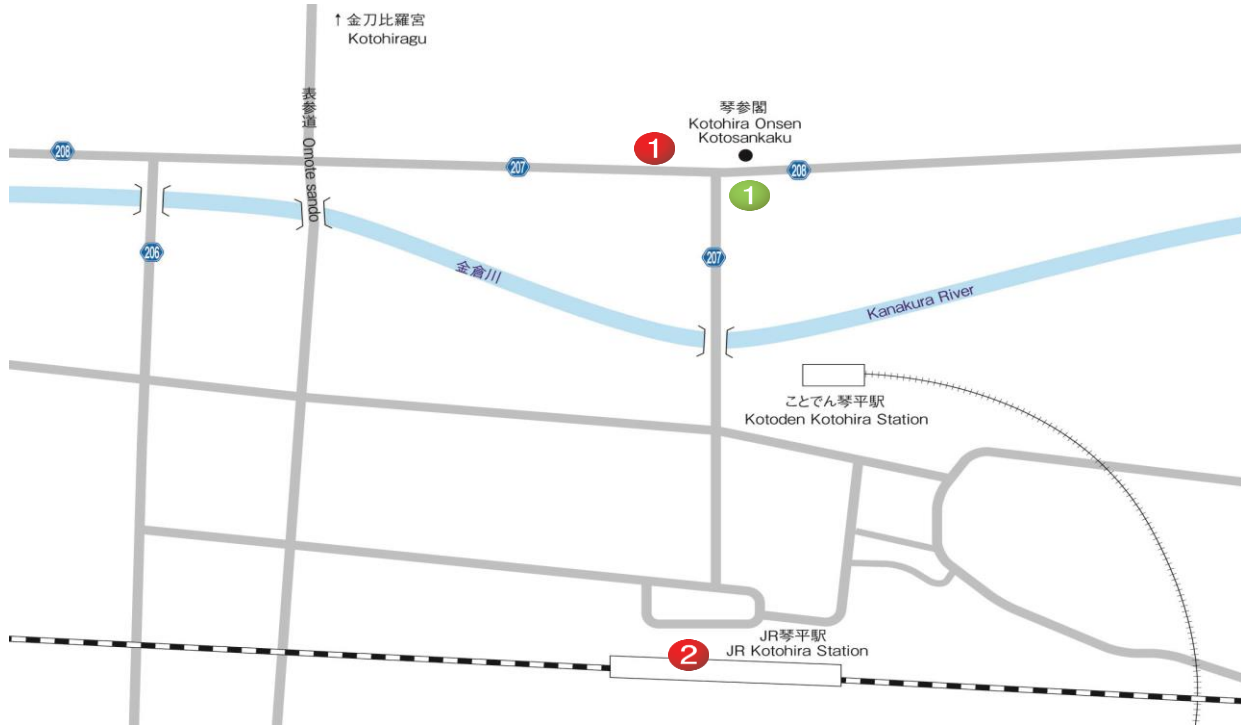 ↑金刀比羅宮
Kotohiragu
表参道 Omote sando
琴参閣
Kotohira Onsen
Kotosankaku
1
208
207
208
1
206
207
金倉川
Kanakura River
ことでん琴平駅
Kotoden Kotohira Station
JR琴平駅
JR Kotohira Station
2